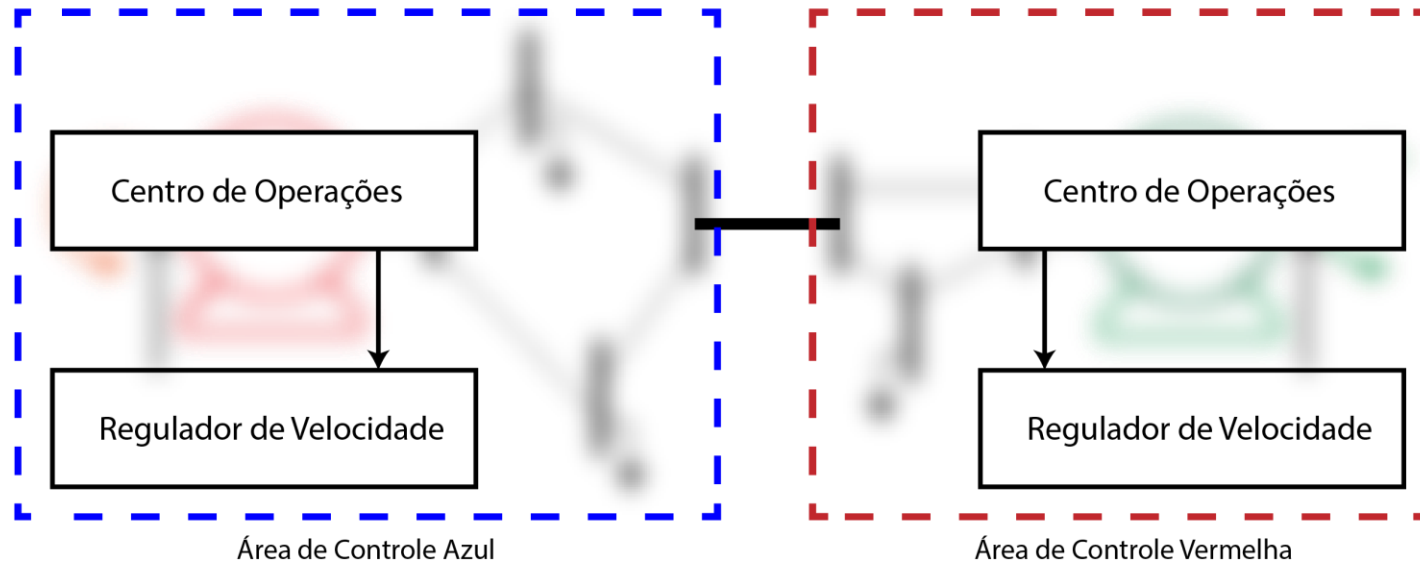 Centro de Operações
Regulador de Velocidade
Área de Controle Azul
Centro de Operações
Regulador de Velocidade
Área de Controle Vermelha